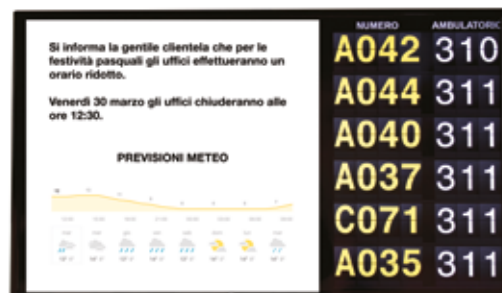 Si informa la gentile clientela che per le
festività pasquali gli uffici effettueranno un
orario ridotto.
Venerdì 30 marzo gli uffici chiuderanno alle
ore 12:30.
PREVISIONI METEO
NUMERO AMBULATORIO
A042 310
A044 311
A040 311
A037 311
C071 311
A035 311